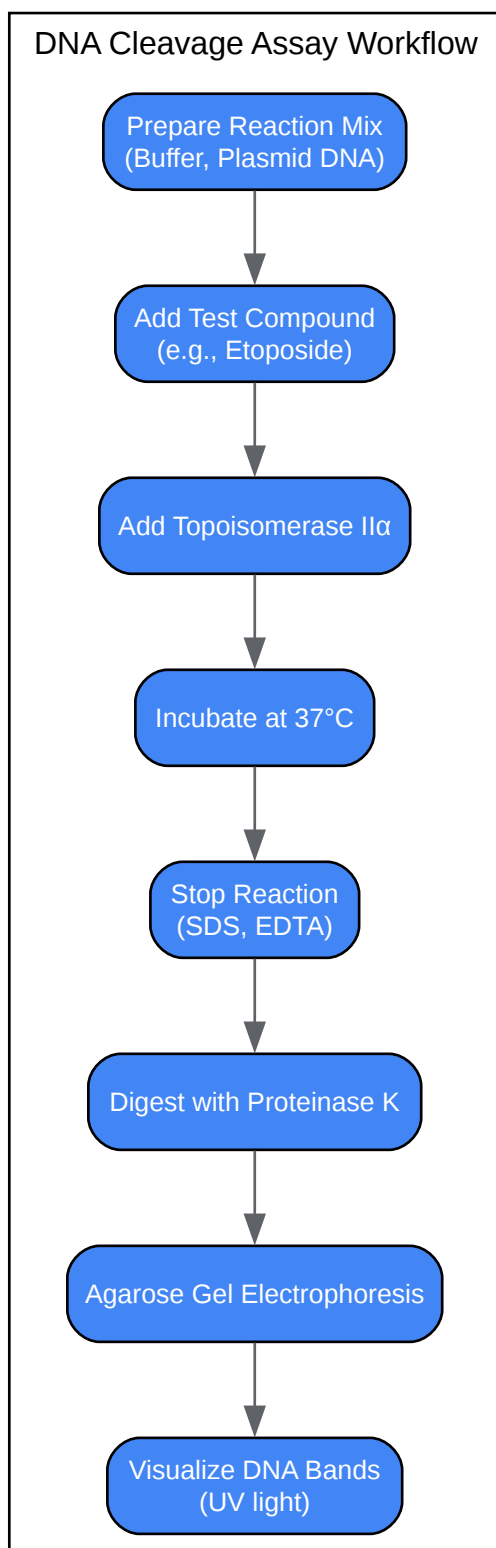 DNA Cleavage Assay Workflow
Prepare Reaction Mix
(Buffer, Plasmid DNA)
Add Test Compound
(e.g., Etoposide)
Add Topoisomerase IIα
Incubate at 37°C
Stop Reaction
(SDS, EDTA)
Digest with Proteinase K
Agarose Gel Electrophoresis
Visualize DNA Bands
(UV light)